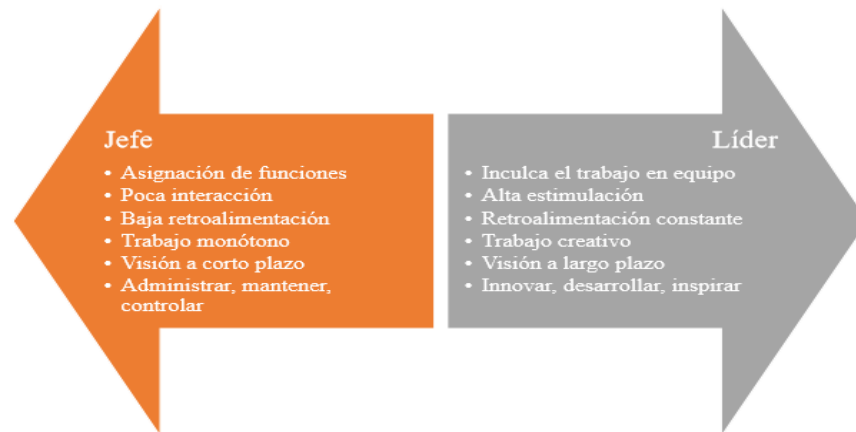 Jefe
• Asignación de funciones
• Poca interacción
• Baja retroalimentación
• Trabajo monótono
• Visión a corto plazo
• Administrar, mantener,
controlar
Líder
• Inculca el trabajo en equipo
• Alta estimulación
• Retroalimentación constante
• Trabajo creativo
• Visión a largo plazo
• Innovar, desarrollar, inspirar